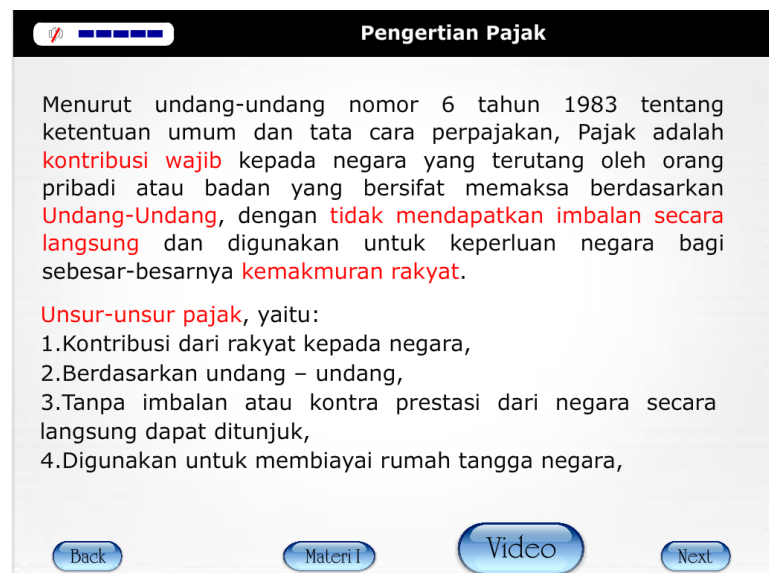 Pengertian Pajak
Menurut undang-undang nomor 6 tahun 1983 tentang
ketentuan umum dan tata cara perpajakan, Pajak adalah
kontribusi wajib kepada negara yang terutang oleh orang
pribadi atau badan yang bersifat memaksa berdasarkan
Undang-Undang, dengan tidak mendapatkan imbalan secara
langsung dan digunakan untuk keperluan negara bagi
sebesar-besarnya kemakmuran rakyat.
Unsur-unsur pajak, yaitu:
1.Kontribusi dari rakyat kepada negara,
2.Berdasarkan undang – undang,
3.Tanpa imbalan atau kontra prestasi dari negara secara
langsung dapat ditunjuk,
4.Digunakan untuk membiayai rumah tangga negara,
Back
Materi I
Video
Next